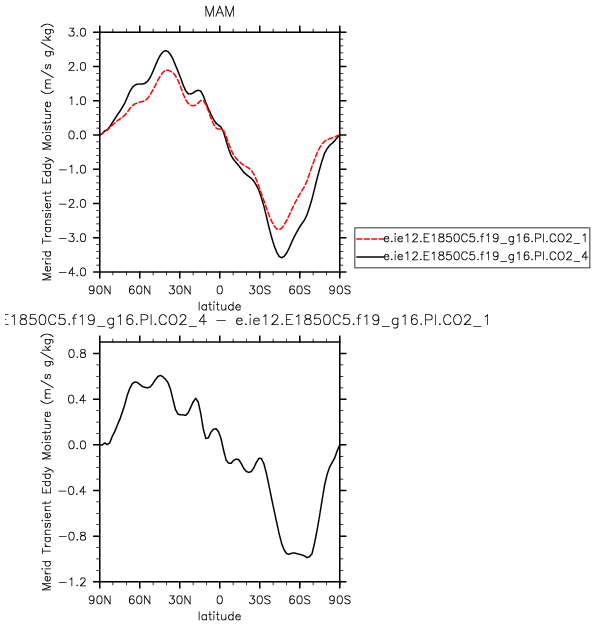 MAM
Merid Transient Eddy Moisture (m/s g/kg)
3.0
2.0
1.0
0.0
-1.0
-2.0
-3.0
-4.0
90N 60N 30N 0 30S 60S 90S
latitude
e.ie12.E1850C5.f19_g16.PI.CO2_1
e.ie12.E1850C5.f19_g16.PI.CO2_4
E1850C5.f19_g16.PI.CO2_4 - e.ie12.E1850C5.f19_g16.PI.CO2_1
Merid Transient Eddy Moisture (m/s g/kg)
0.8
0.4
0.0
-0.4
-0.8
-1.2
90N 60N 30N 0 30S 60S 90S
latitude